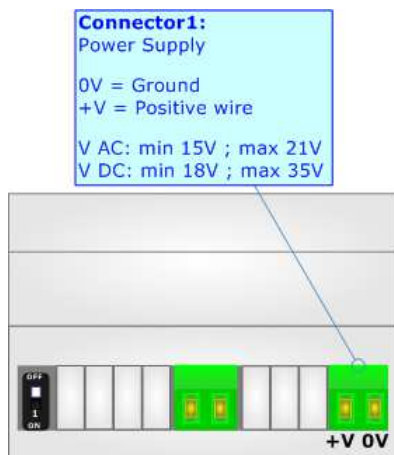 Connector1:
Power Supply
0V = Ground
+V = Positive wire
V AC: min 15V ; max 21V
V DC: min 18V ; max 35V
OFF
1
ON
+V 0V